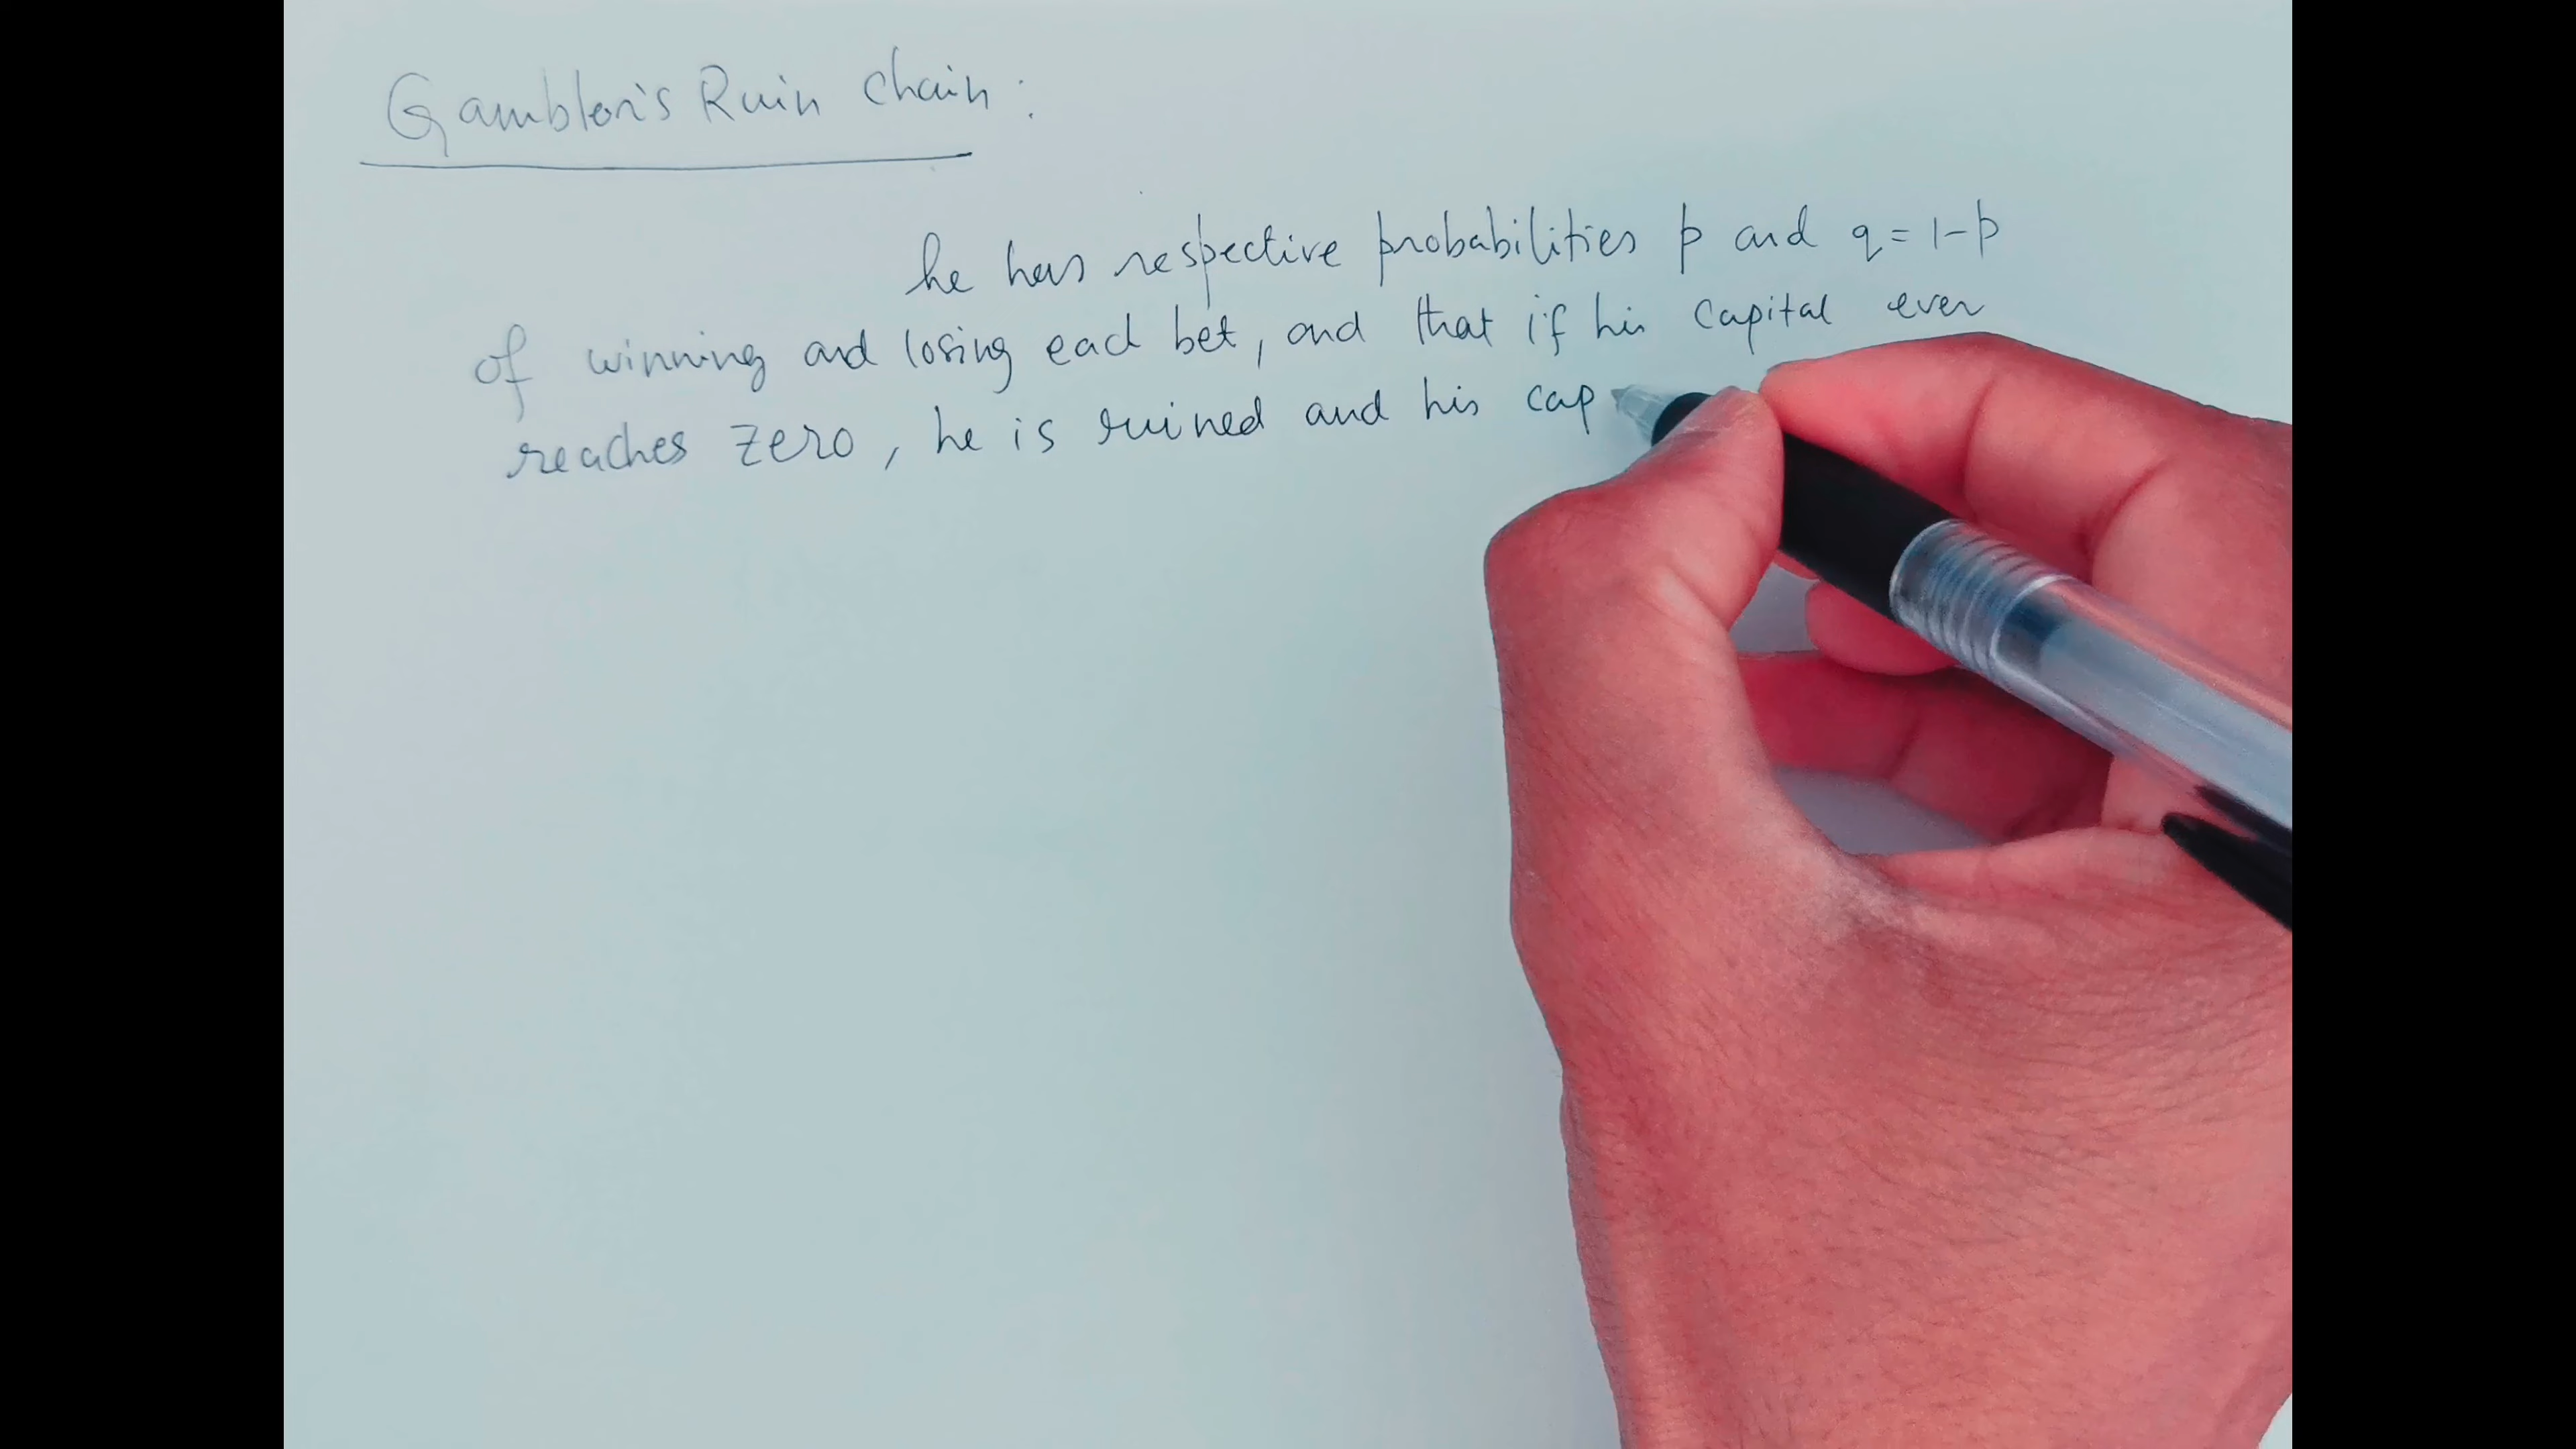 Gambler's Ruin chain :
he has respective probabilities p and q = 1-p
of winning and losing each bet, and that if his capital ever
reaches zero, he is ruined and his cap